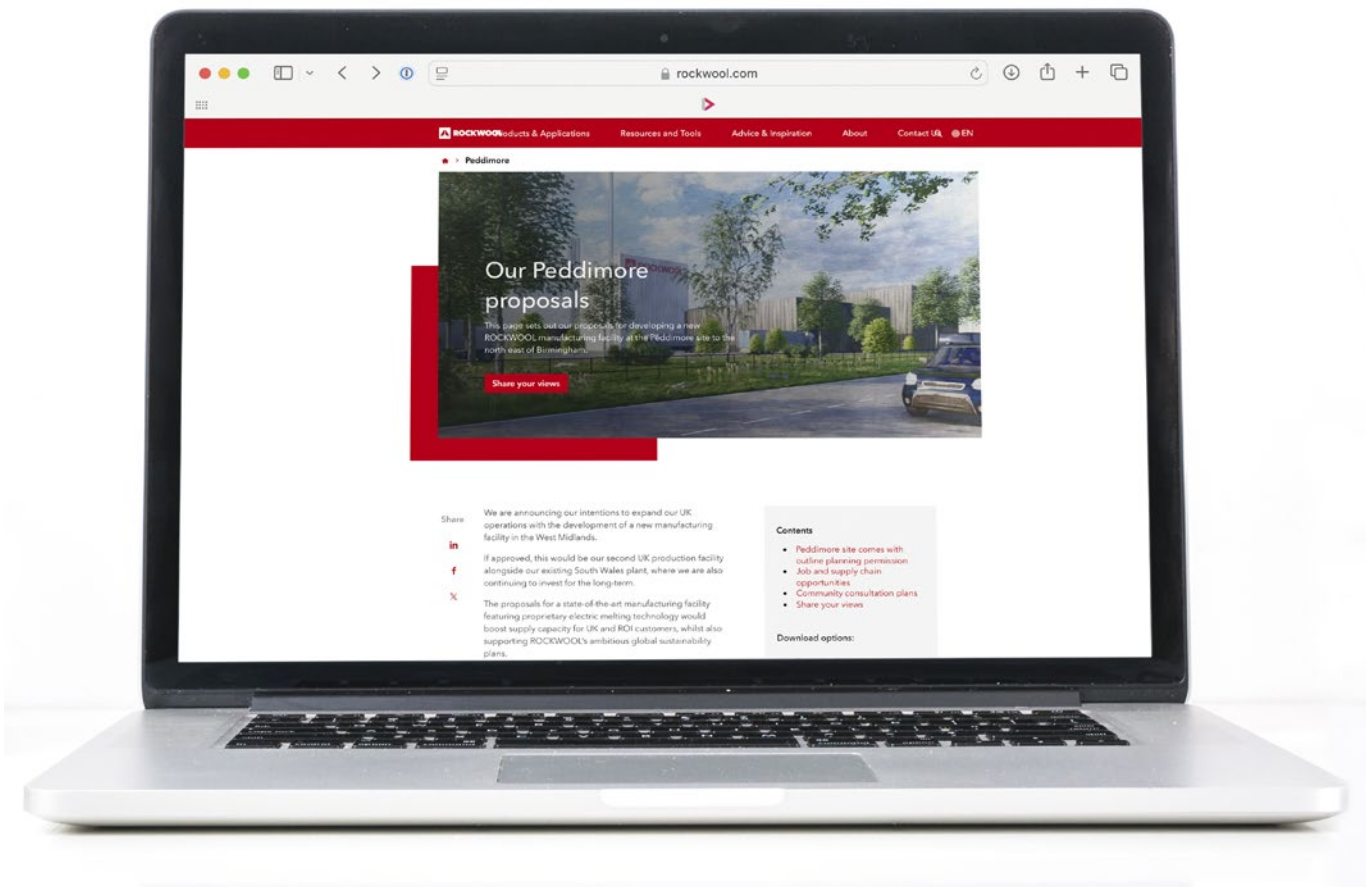 rockwool.com
ROCKWOOL
oducts & Applications Resources and Tools Advice & Inspiration About Contact Us EN
Peddimore
ROCKWOOL
Our Peddimore
proposals
This page sets out our proposals for developing a new
ROCKWOOL manufacturing facility at the Peddimore site to the
north east of Birmingham.
Share your views
Share
We are announcing our intentions to expand our UK
operations with the development of a new manufacturing
facility in the West Midlands.
If approved, this would be our second UK production facility
alongside our existing South Wales plant, where we are also
continuing to invest for the long-term.
The proposals for a state-of-the-art manufacturing facility
featuring proprietary electric melting technology would
boost supply capacity for UK and ROI customers, whilst also
supporting ROCKWOOL's ambitious global sustainability
plans.
Contents
• Peddimore site comes with
outline planning permission
• Job and supply chain
opportunities
• Community consultation plans
• Share your views
Download options: